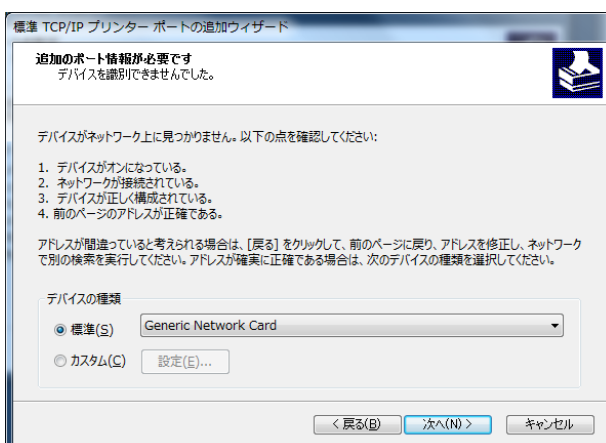 標準 TCP/IP プリンター ポートの追加ウィザード
追加のポート情報が必要です
デバイスを識別できませんでした。
デバイスがネットワーク上に見つかりません。以下の点を確認してください:
1. デバイスがオンになっている。
2. ネットワークが接続されている。
3. デバイスが正しく構成されている。
4. 前のページのアドレスが正確である。
アドレスが間違っていると考えられる場合は、[戻る] をクリックして、前のページに戻り、アドレスを修正し、ネットワーク
で別の検索を実行してください。アドレスが確実に正確である場合は、次のデバイスの種類を選択してください。
デバイスの種類
標準(S) Generic Network Card
カスタム(C) 設定(E)...
< 戻る(B) 次へ(N) > キャンセル